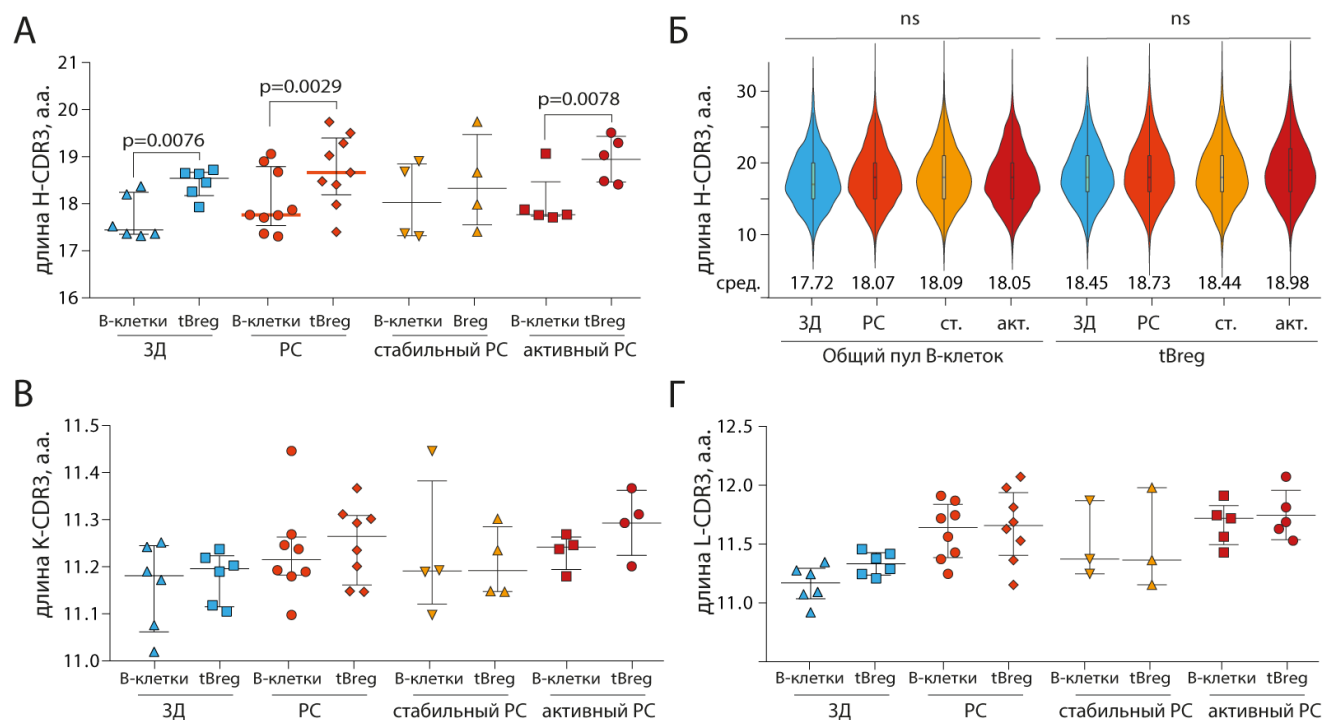 А
длина H-CDR3, а.а.
21
20
19
18
17
16
p=0.0076
p=0.0029
p=0.0078
В-клетки tBreg
В-клетки tBreg
В-клетки Breg
В-клетки tBreg
ЗД
РС
стабильный РС
активный РС
Б
ns
ns
длина H-CDR3, а.а.
30
20
10
сред.
17.72
18.07
18.09
18.05
18.45
18.73
18.44
18.98
ЗД
РС
ст.
акт.
ЗД
РС
ст.
акт.
Общий пул В-клеток
tBreg
В
длина K-CDR3, а.а.
11.5
11.4
11.3
11.2
11.1
11.0
В-клетки tBreg
В-клетки tBreg
В-клетки tBreg
В-клетки tBreg
ЗД
РС
стабильный РС
активный РС
Г
длина L-CDR3, а.а.
12.5
12.0
11.5
11.0
В-клетки tBreg
В-клетки tBreg
В-клетки tBreg
В-клетки tBreg
ЗД
РС
стабильный РС
активный РС